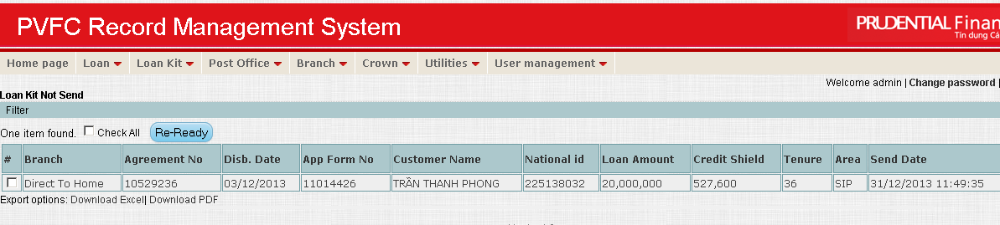 PVFC Record Management System
PRUDENTIAL Finan
Tín dụng Cá
Home page Loan Loan Kit Post Office Branch Crown Utilities User management
Welcome admin | Change password |
Loan Kit Not Send
Filter
One item found. Check All Re-Ready
# Branch Agreement No Disb. Date App Form No Customer Name National id Loan Amount Credit Shield Tenure Area Send Date
Direct To Home 10529236 03/12/2013 11014426 TRẦN THANH PHONG 225138032 20,000,000 527,600 36 SIP 31/12/2013 11:49:35
Export options: Download Excel| Download PDF